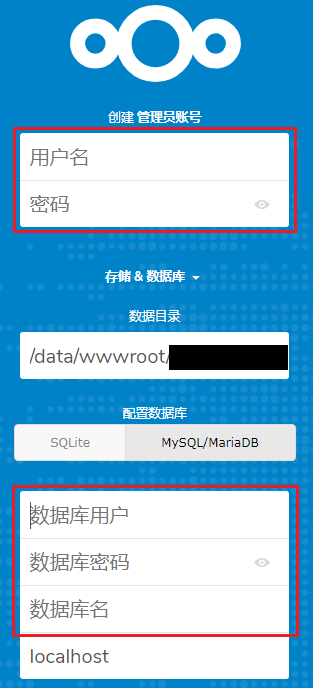 创建 管理员账号
用户名
密码
存储 & 数据库
数据目录
/data/wwwroot/
配置数据库
SQLite MySQL/MariaDB
数据库用户
数据库密码
数据库名
localhost